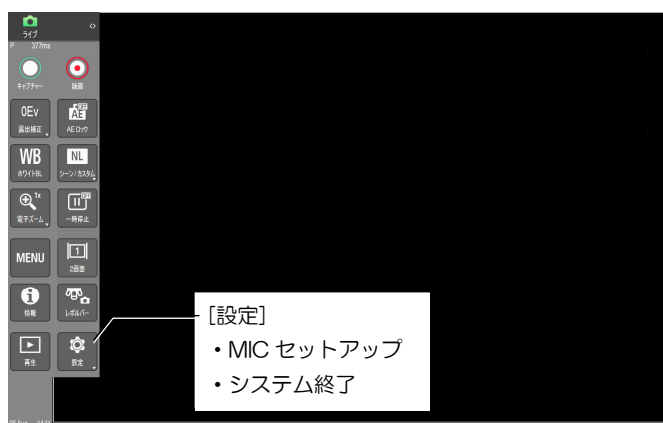 ライブ
P 377ms
キャプチャー 録画
0Ev OFF AE
露出補正 AEロック
WB NL
ホワイトBL シーン/カスタム
1x OFF
電子ズーム 一時停止
MENU 1
2画面
情報 レボルバー
[設定]
・MIC セットアップ
再生 設定
・システム終了